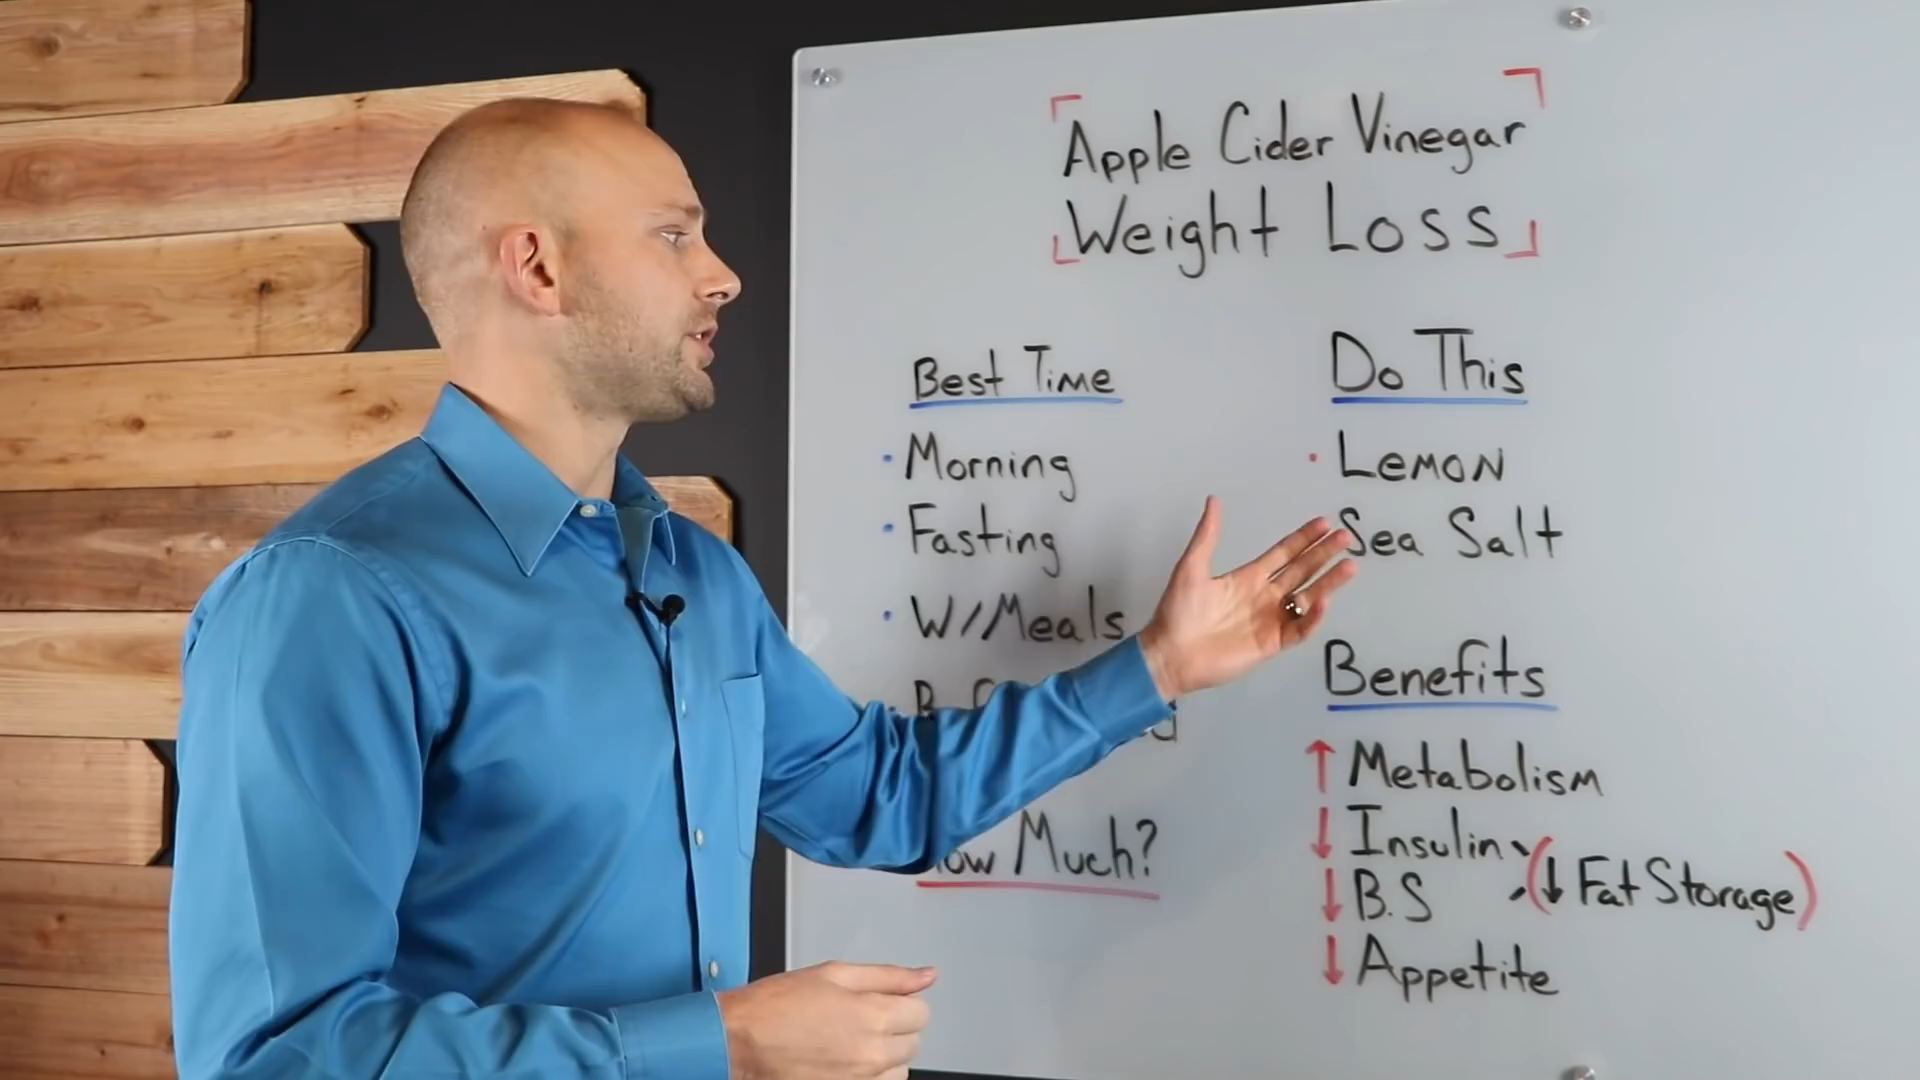 Apple Cider Vinegar
Weight Loss
Best Time
• Morning
• Fasting
• W/Meals
How Much?
Do This
• Lemon
Sea Salt
Benefits
↑ Metabolism
↓ Insulin
↓ B.S
(↓ Fat Storage)
↓ Appetite